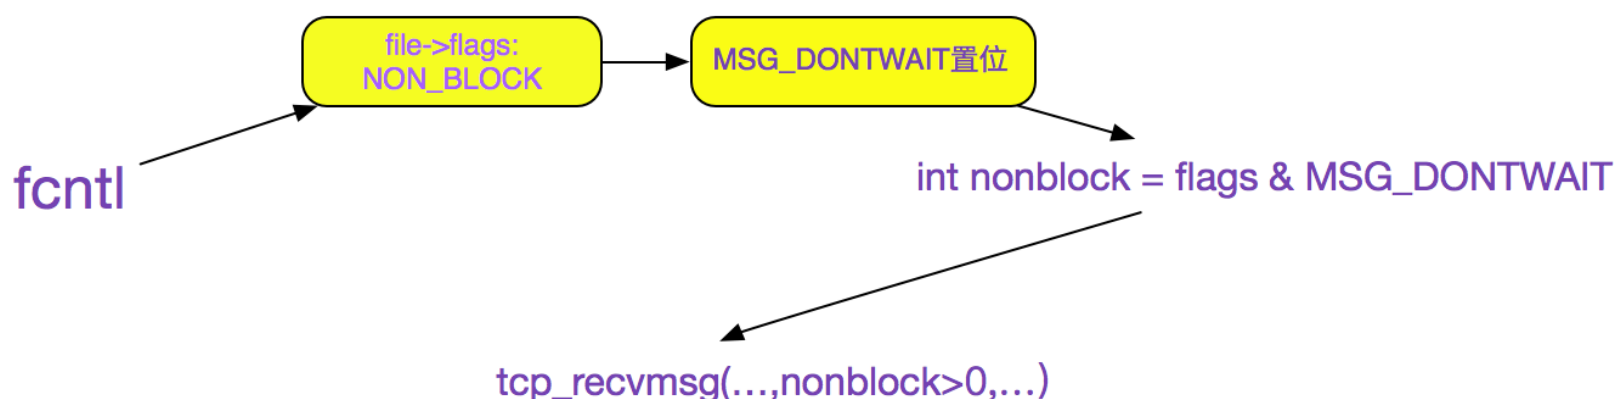 file->flags:
NON_BLOCK
MSG_DONTWAIT置位
fcntl
int nonblock = flags & MSG_DONTWAIT
tcp_recvmsg(...,nonblock>0,...)